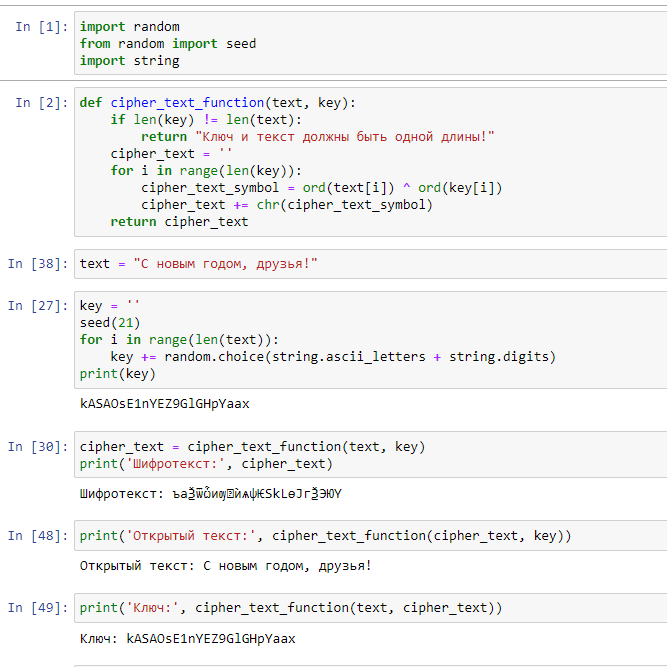 In [1]: import random
from random import seed
import string
In [2]: def cipher_text_function(text, key):
    if len(key) != len(text):
        return "Ключ и текст должны быть одной длины!"
    cipher_text = ''
    for i in range(len(key)):
        cipher_text_symbol = ord(text[i]) ^ ord(key[i])
        cipher_text += chr(cipher_text_symbol)
    return cipher_text
In [38]: text = "С новым годом, друзья!"
In [27]: key = ''
seed(21)
for i in range(len(text)):
    key += random.choice(string.ascii_letters + string.digits)
print(key)
kASAOsE1nYEZ9GlGHpYaax
In [30]: cipher_text = cipher_text_function(text, key)
print('Шифротекст:', cipher_text)
Шифротекст:
In [48]: print('Открытый текст:', cipher_text_function(cipher_text, key))
Открытый текст: С новым годом, друзья!
In [49]: print('Ключ:', cipher_text_function(text, cipher_text))
Ключ: kASAOsE1nYEZ9GlGHpYaax